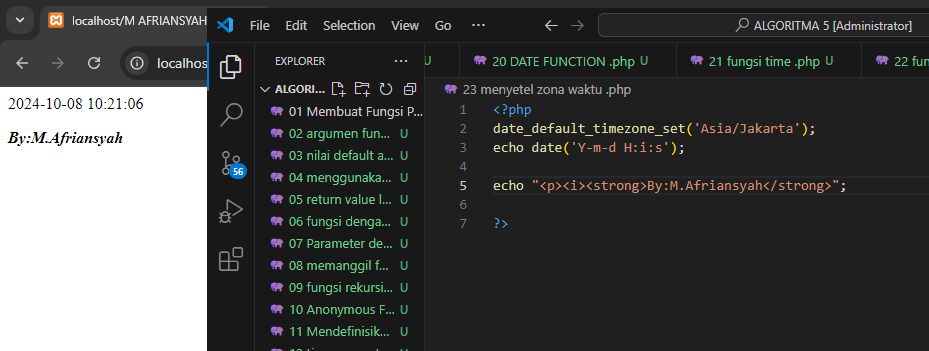 localhost/M AFRIANSYAH
localhos
2024-10-08 10:21:06
By:M.Afriansyah
File Edit Selection View Go ···
ALGORITMA 5 [Administrator]
EXPLORER ···
ALGORI...
01 Membuat Fungsi P...
02 argumen fun... U
03 nilai default a... U
04 menggunaka... U
05 return value l... U
06 fungsi denga... U
07 Parameter de... U
08 memanggil f... U
09 fungsi rekursi... U
10 Anonymous F... U
11 Mendefinisik... U
56
U
20 DATE FUNCTION .php U
21 fungsi time .php U
22 fun
23 menyetel zona waktu .php
1 <?php
2 date_default_timezone_set('Asia/Jakarta');
3 echo date('Y-m-d H:i:s');
4
5 echo "<p><i><strong>By:M.Afriansyah</strong>";
6
7 ?>